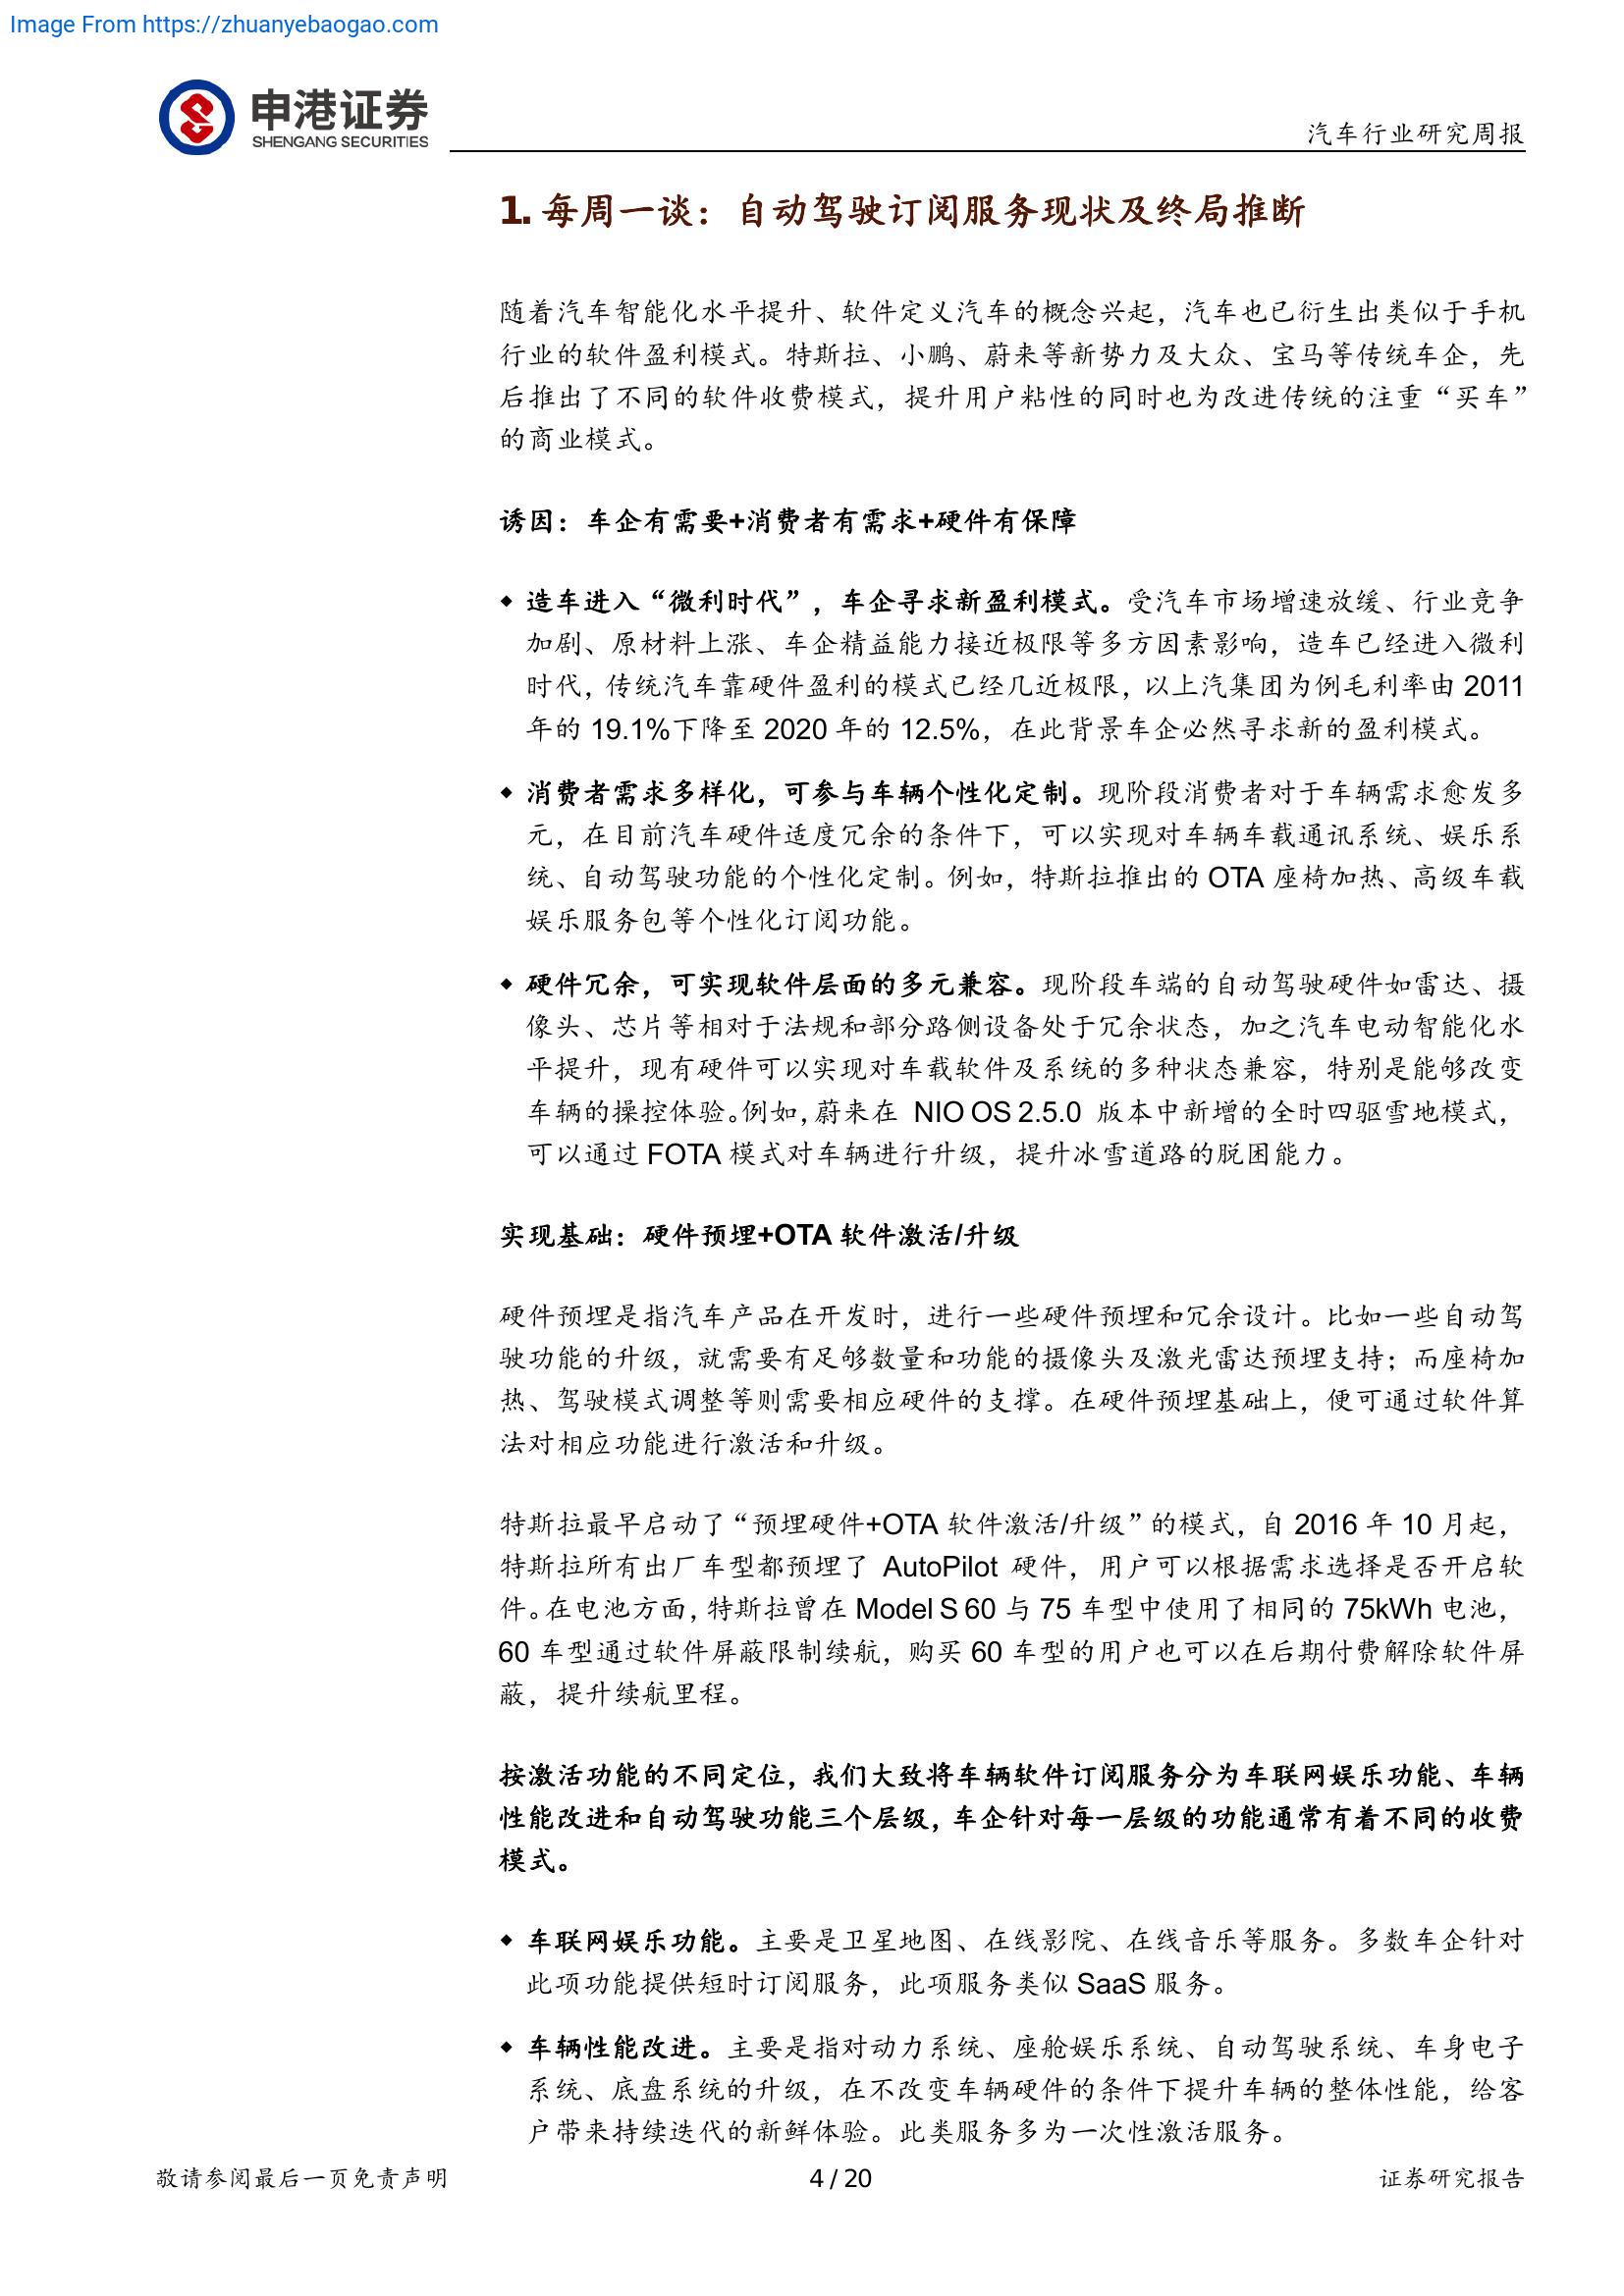 Image From https://zhuanyebaogao.com
申港证券
SHENGANG SECURITIES
汽车行业研究周报
1. 每周一谈：自动驾驶订阅服务现状及终局推断
随着汽车智能化水平提升、软件定义汽车的概念兴起，汽车也已衍生出类似于手机
行业的软件盈利模式。特斯拉、小鹏、蔚来等新势力及大众、宝马等传统车企，先
后推出了不同的软件收费模式，提升用户粘性的同时也为改进传统的注重“买车”
的商业模式。
诱因：车企有需要+消费者有需求+硬件有保障
◆ 造车进入“微利时代”，车企寻求新盈利模式。受汽车市场增速放缓、行业竞争
加剧、原材料上涨、车企精益能力接近极限等多方因素影响，造车已经进入微利
时代，传统汽车靠硬件盈利的模式已经几近极限，以上汽集团为例毛利率由 2011
年的 19.1%下降至 2020 年的 12.5%，在此背景车企必然寻求新的盈利模式。
◆ 消费者需求多样化，可参与车辆个性化定制。现阶段消费者对于车辆需求愈发多
元，在目前汽车硬件适度冗余的条件下，可以实现对车辆车载通讯系统、娱乐系
统、自动驾驶功能的个性化定制。例如，特斯拉推出的 OTA 座椅加热、高级车载
娱乐服务包等个性化订阅功能。
◆ 硬件冗余，可实现软件层面的多元兼容。现阶段车端的自动驾驶硬件如雷达、摄
像头、芯片等相对于法规和部分路侧设备处于冗余状态，加之汽车电动智能化水
平提升，现有硬件可以实现对车载软件及系统的多种状态兼容，特别是能够改变
车辆的操控体验。例如，蔚来在 NIO OS 2.5.0 版本中新增的全时四驱雪地模式，
可以通过 FOTA 模式对车辆进行升级，提升冰雪道路的脱困能力。
实现基础：硬件预埋+OTA 软件激活/升级
硬件预埋是指汽车产品在开发时，进行一些硬件预埋和冗余设计。比如一些自动驾
驶功能的升级，就需要有足够数量和功能的摄像头及激光雷达预埋支持；而座椅加
热、驾驶模式调整等则需要相应硬件的支撑。在硬件预埋基础上，便可通过软件算
法对相应功能进行激活和升级。
特斯拉最早启动了“预埋硬件+OTA 软件激活/升级”的模式，自 2016 年 10 月起，
特斯拉所有出厂车型都预埋了 AutoPilot 硬件，用户可以根据需求选择是否开启软
件。在电池方面，特斯拉曾在 Model S 60 与 75 车型中使用了相同的 75kWh 电池，
60 车型通过软件屏蔽限制续航，购买 60 车型的用户也可以在后期付费解除软件屏
蔽，提升续航里程。
按激活功能的不同定位，我们大致将车辆软件订阅服务分为车联网娱乐功能、车辆
性能改进和自动驾驶功能三个层级，车企针对每一层级的功能通常有着不同的收费
模式。
◆ 车联网娱乐功能。主要是卫星地图、在线影院、在线音乐等服务。多数车企针对
此项功能提供短时订阅服务，此项服务类似 SaaS 服务。
◆ 车辆性能改进。主要是指对动力系统、座舱娱乐系统、自动驾驶系统、车身电子
系统、底盘系统的升级，在不改变车辆硬件的条件下提升车辆的整体性能，给客
户带来持续迭代的新鲜体验。此类服务多为一次性激活服务。
敬请参阅最后一页免责声明
4 / 20
证券研究报告